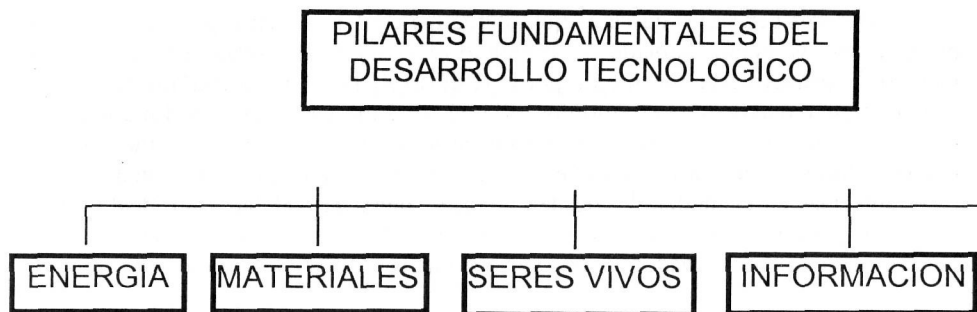 PILARES FUNDAMENTALES DEL
DESARROLLO TECNOLOGICO
ENERGIA
MATERIALES
SERES VIVOS
INFORMACION